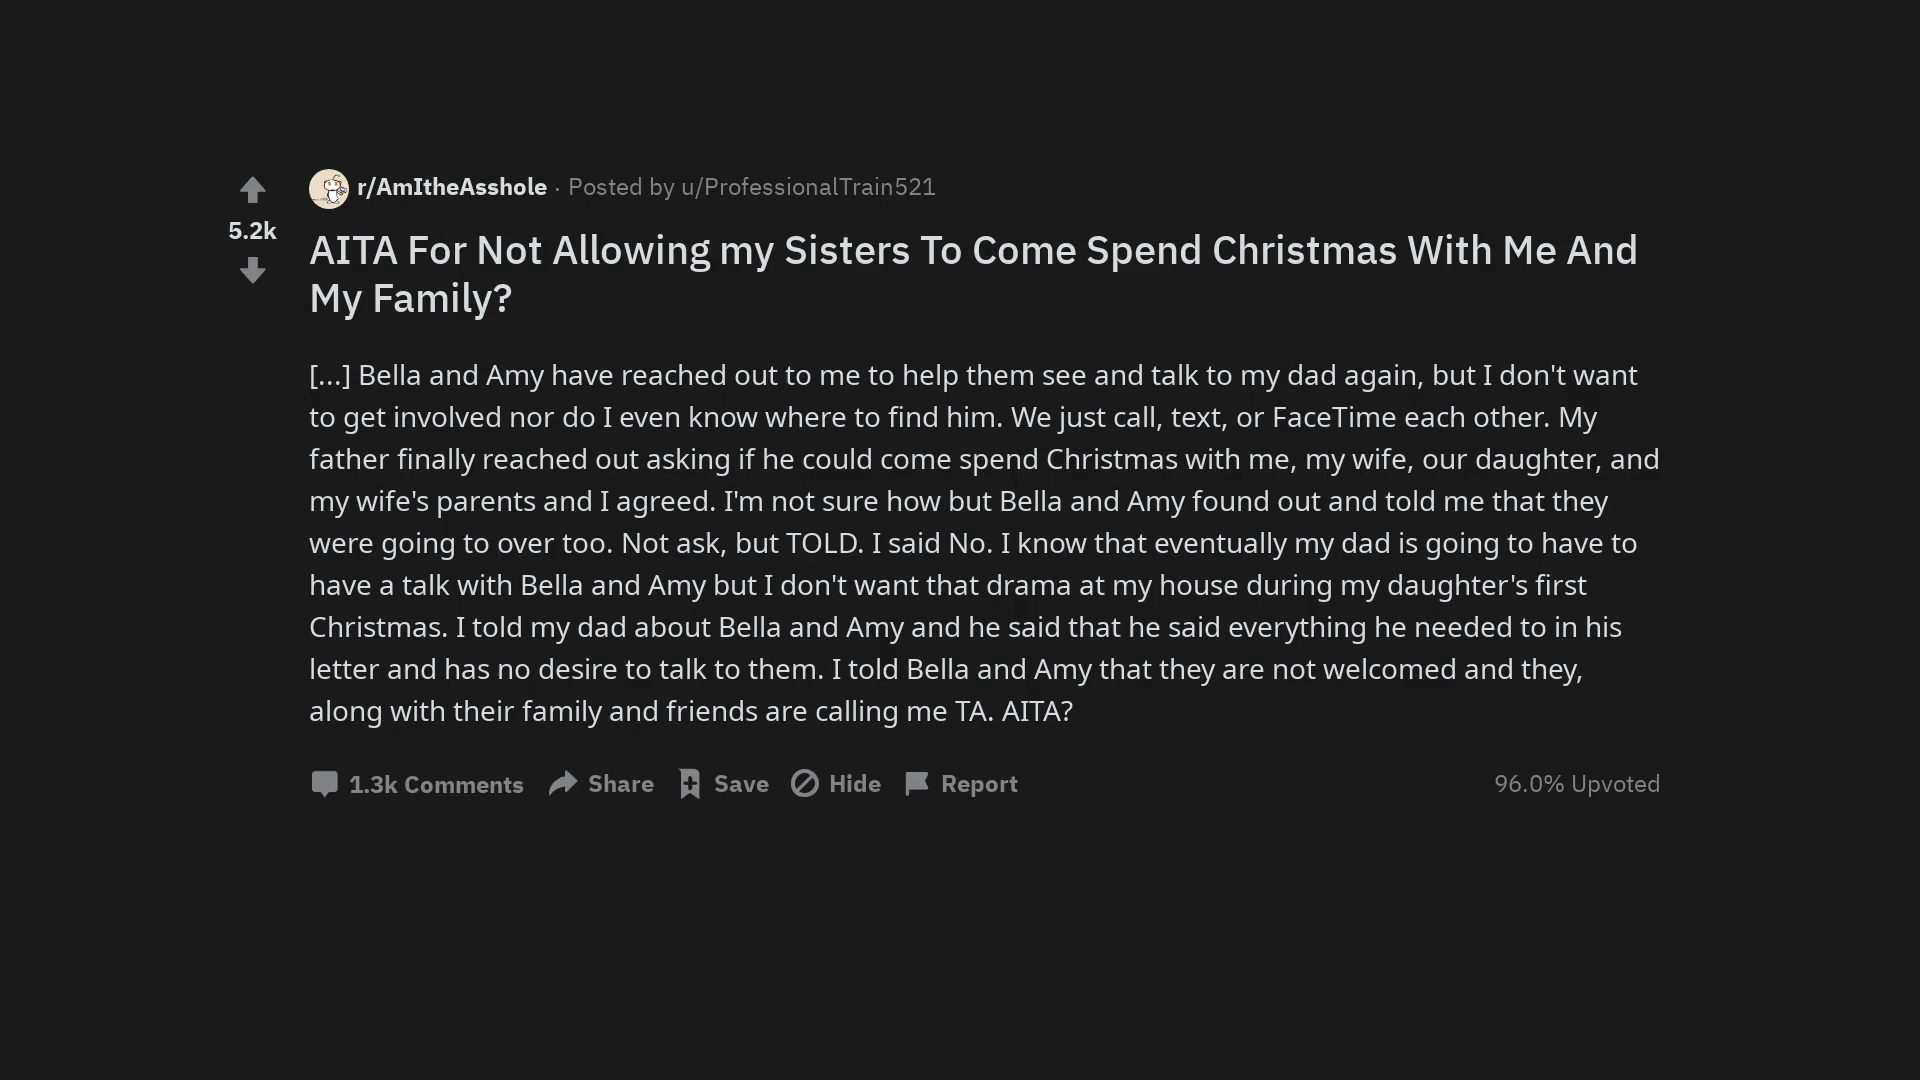 r/AmItheAsshole · Posted by u/ProfessionalTrain521
5.2k
AITA For Not Allowing my Sisters To Come Spend Christmas With Me And
My Family?
[...] Bella and Amy have reached out to me to help them see and talk to my dad again, but I don't want
to get involved nor do I even know where to find him. We just call, text, or FaceTime each other. My
father finally reached out asking if he could come spend Christmas with me, my wife, our daughter, and
my wife's parents and I agreed. I'm not sure how but Bella and Amy found out and told me that they
were going to over too. Not ask, but TOLD. I said No. I know that eventually my dad is going to have to
have a talk with Bella and Amy but I don't want that drama at my house during my daughter's first
Christmas. I told my dad about Bella and Amy and he said that he said everything he needed to in his
letter and has no desire to talk to them. I told Bella and Amy that they are not welcomed and they,
along with their family and friends are calling me TA. AITA?
1.3k Comments Share Save Hide Report 96.0% Upvoted